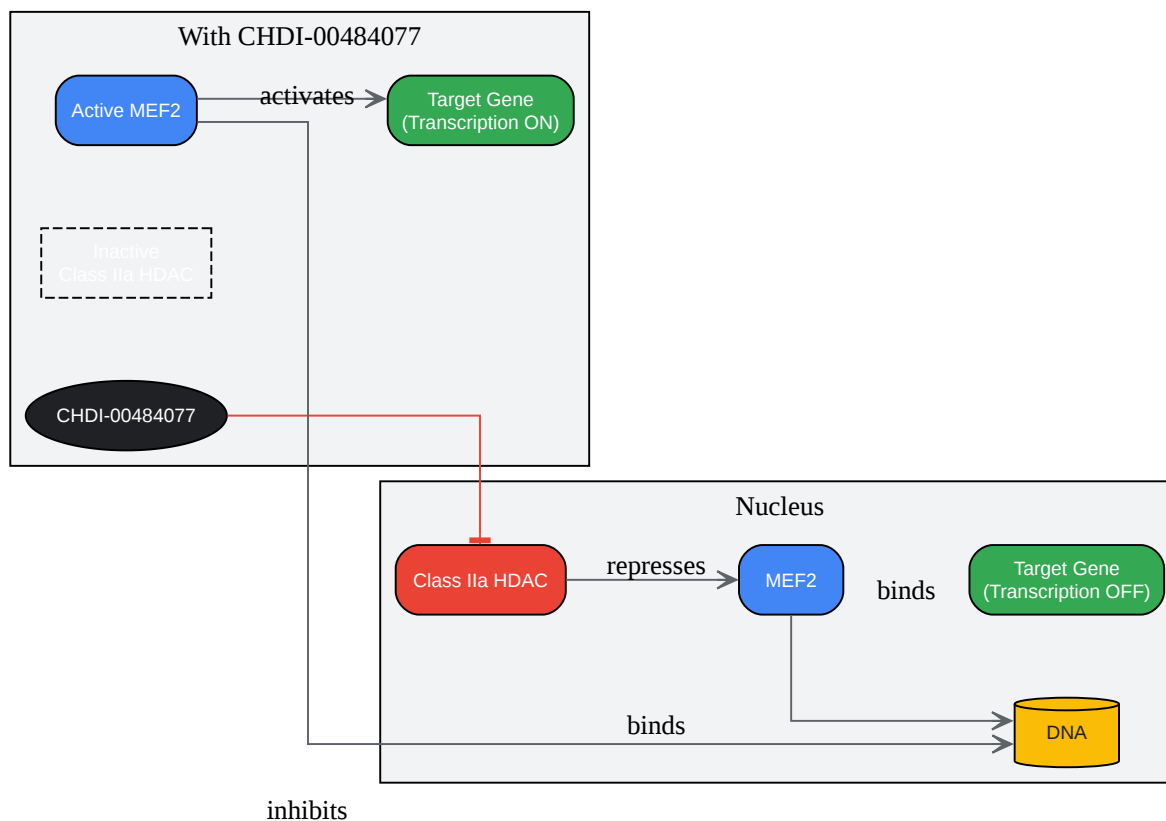 With CHDI-00484077
Active MEF2
activates
Target Gene
(Transcription ON)
Inactive
Class IIa HDAC
CHDI-00484077
Nucleus
Class IIa HDAC
represses
MEF2
binds
Target Gene
(Transcription OFF)
binds
DNA
inhibits